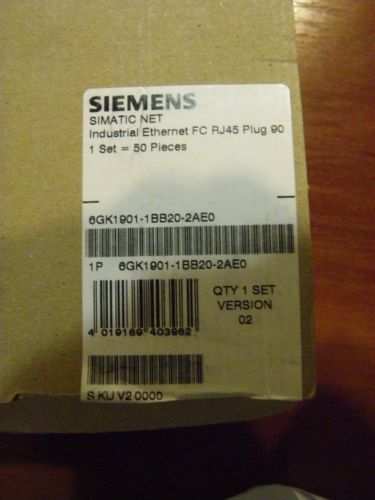 SIEMENS
SIMATIC NET
Industrial Ethernet FC RJ45 Plug 90
1 Set = 50 Pieces
6GK1901-1BB20-2AE0
1P 6GK1901-1BB20-2AE0
QTY 1 SET
VERSION
02
4 019169 403962
S KU V2 0000